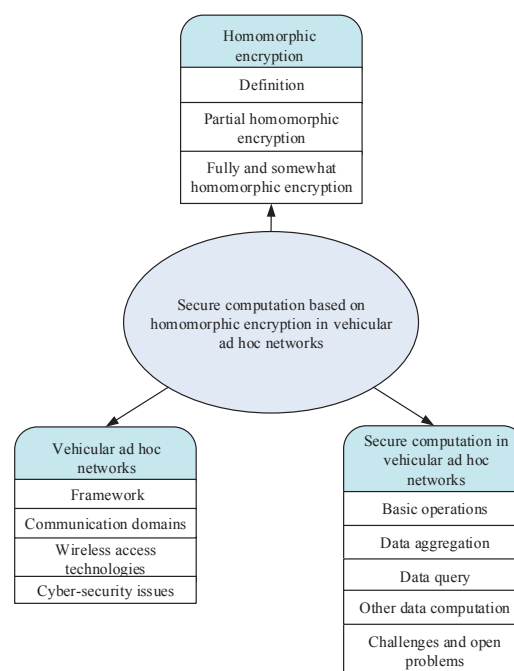 Homomorphic
encryption
Definition
Partial homomorphic
encryption
Fully and somewhat
homomorphic encryption
Secure computation based on
homomorphic encryption in vehicular
ad hoc networks
Vehicular ad hoc
networks
Framework
Communication domains
Wireless access
technologies
Cyber-security issues
Secure computation in
vehicular ad hoc
networks
Basic operations
Data aggregation
Data query
Other data computation
Challenges and open
problems